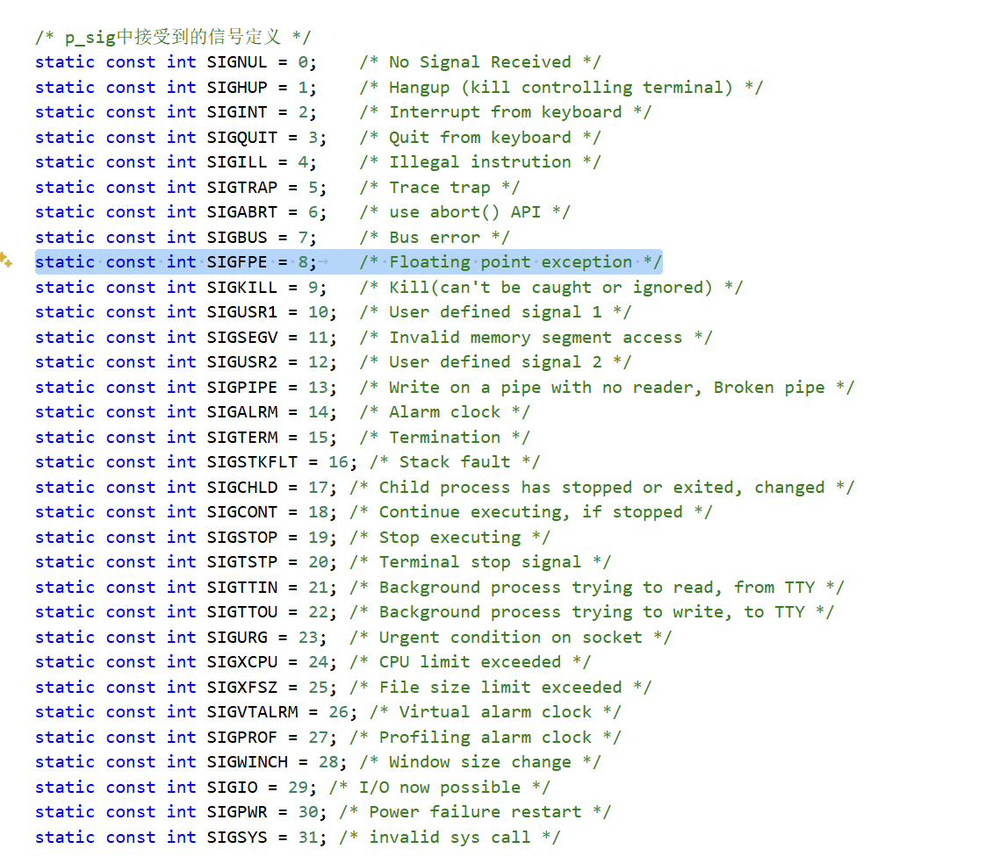 /* p_sig中接受到的信号定义 */
static const int SIGNUL = 0;    /* No Signal Received */
static const int SIGHUP = 1;    /* Hangup (kill controlling terminal) */
static const int SIGINT = 2;    /* Interrupt from keyboard */
static const int SIGQUIT = 3;   /* Quit from keyboard */
static const int SIGILL = 4;    /* Illegal instrution */
static const int SIGTRAP = 5;   /* Trace trap */
static const int SIGABRT = 6;   /* use abort() API */
static const int SIGBUS = 7;    /* Bus error */
static const int SIGFPE = 8;    /* Floating point exception */
static const int SIGKILL = 9;   /* Kill(can't be caught or ignored) */
static const int SIGUSR1 = 10;  /* User defined signal 1 */
static const int SIGSEGV = 11;  /* Invalid memory segment access */
static const int SIGUSR2 = 12;  /* User defined signal 2 */
static const int SIGPIPE = 13;  /* Write on a pipe with no reader, Broken pipe */
static const int SIGALRM = 14;  /* Alarm clock */
static const int SIGTERM = 15;  /* Termination */
static const int SIGSTKFLT = 16; /* Stack fault */
static const int SIGCHLD = 17; /* Child process has stopped or exited, changed */
static const int SIGCONT = 18; /* Continue executing, if stopped */
static const int SIGSTOP = 19; /* Stop executing */
static const int SIGTSTP = 20; /* Terminal stop signal */
static const int SIGTTIN = 21; /* Background process trying to read, from TTY */
static const int SIGTTOU = 22; /* Background process trying to write, to TTY */
static const int SIGURG = 23;  /* Urgent condition on socket */
static const int SIGXCPU = 24; /* CPU limit exceeded */
static const int SIGXFSZ = 25; /* File size limit exceeded */
static const int SIGVTALRM = 26; /* Virtual alarm clock */
static const int SIGPROF = 27; /* Profiling alarm clock */
static const int SIGWINCH = 28; /* Window size change */
static const int SIGIO = 29; /* I/O now possible */
static const int SIGPWR = 30; /* Power failure restart */
static const int SIGSYS = 31; /* invalid sys call */